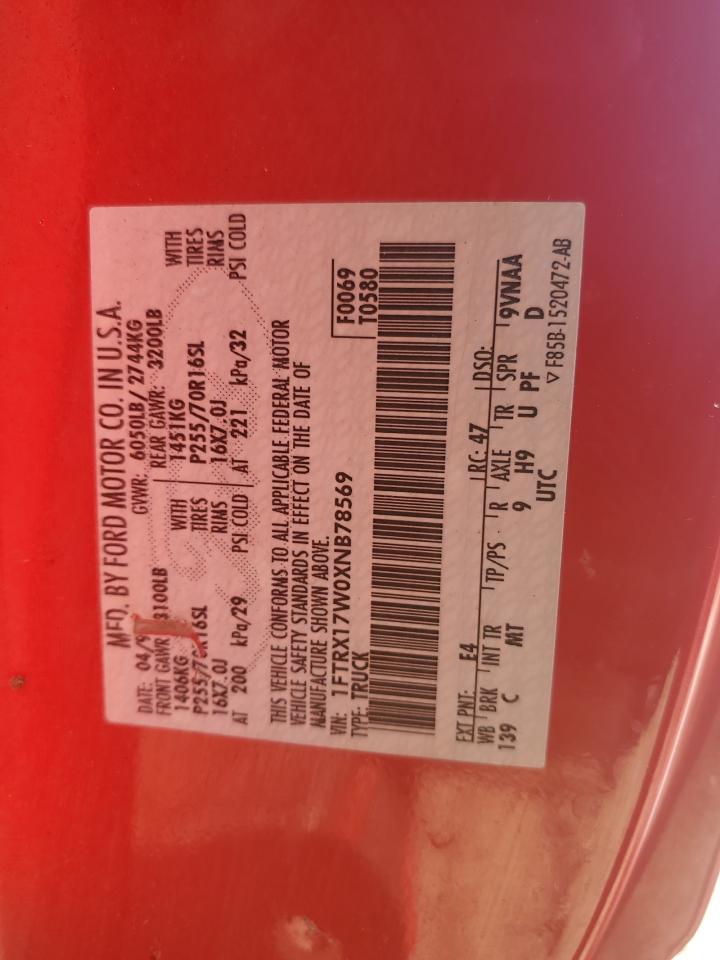 MFD. BY FORD MOTOR CO. IN U.S.A.
DATE: 04/9 GVWR: 6050LB/ 2744KG
FRONT GAWR: 3100LB REAR GAWR: 3200LB
1406KG WITH 1451KG WITH
P255/70R16SL TIRES P255/70R16SL TIRES
16X7.0J RIMS 16X7.0J RIMS
AT 200 kPa/29 PSI COLD AT 221 kPa/32 PSI COLD
THIS VEHICLE CONFORMS TO ALL APPLICABLE FEDERAL MOTOR
VEHICLE SAFETY STANDARDS IN EFFECT ON THE DATE OF
MANUFACTURE SHOWN ABOVE.
VIN: 1FTRX17W0XNB78569 F0069
TYPE: TRUCK T0580
EXT PNT: E4 RC: 47 DSO:
WB BRK INT TR TP/PS R AXLE TR SPR 9VNAA
139 C MT 9 H9 U PF D
UTC
▽ F85B-1520472-AB